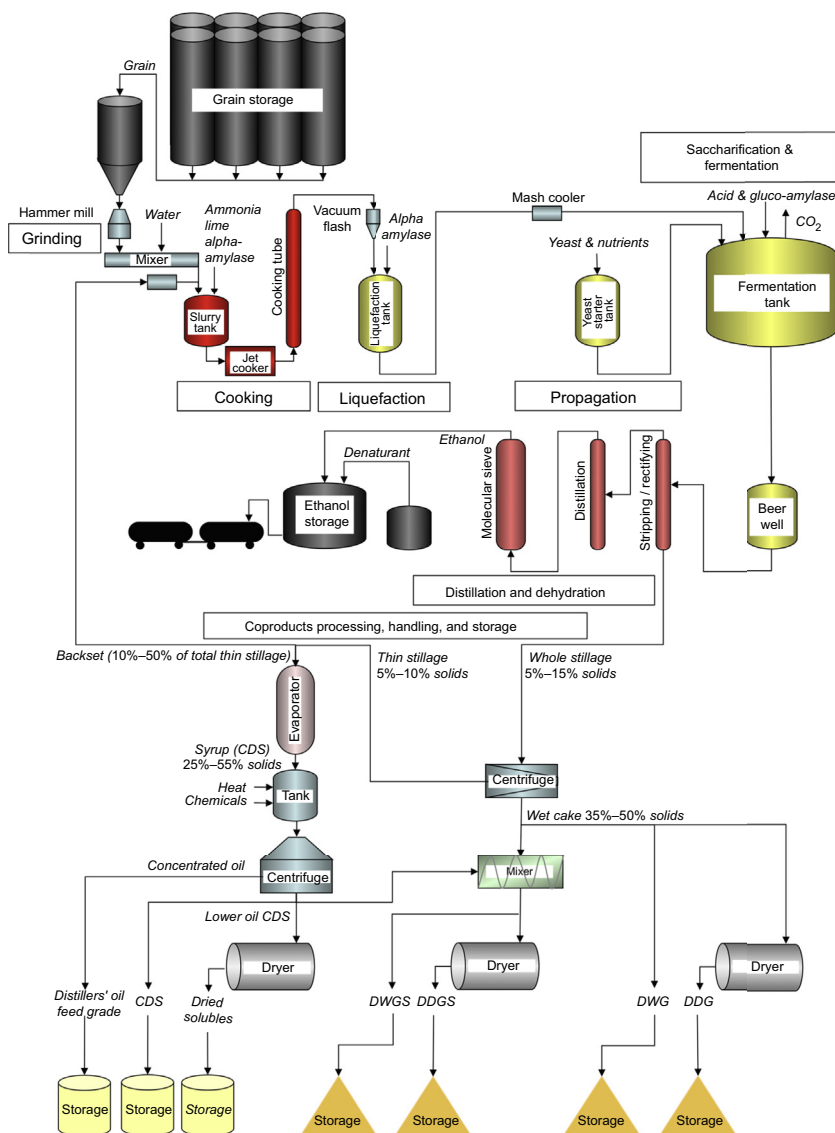 Grain
Grain storage
Saccharification &
fermentation
Hammer mill
Grinding
Water
Ammonia
lime
alpha-
amylase
Mixer
Cooking tube
Vacuum
flash
Alpha
amylase
Mash cooler
Acid & gluco-amylase
CO2
Yeast & nutrients
Slurry
tank
Jet
cooker
Liquefaction
tank
Yeast
starter
tank
Fermentation
tank
Cooking
Liquefaction
Propagation
Ethanol
Denaturant
Ethanol
storage
Molecular sieve
Distillation
Stripping / rectifying
Beer
well
Distillation and dehydration
Coproducts processing, handling, and storage
Backset (10%–50% of total thin stillage)
Thin stillage
5%–10% solids
Whole stillage
5%–15% solids
Evaporator
Syrup (CDS)
25%–55% solids
Heat
Chemicals
Tank
Centrifuge
Wet cake 35%–50% solids
Concentrated oil
Centrifuge
Mixer
Lower oil CDS
Dryer
Dryer
Dryer
Distillers' oil
feed grade
CDS
Dried
solubles
DWGS
DDGS
DWG
DDG
Storage
Storage
Storage
Storage
Storage
Storage
Storage